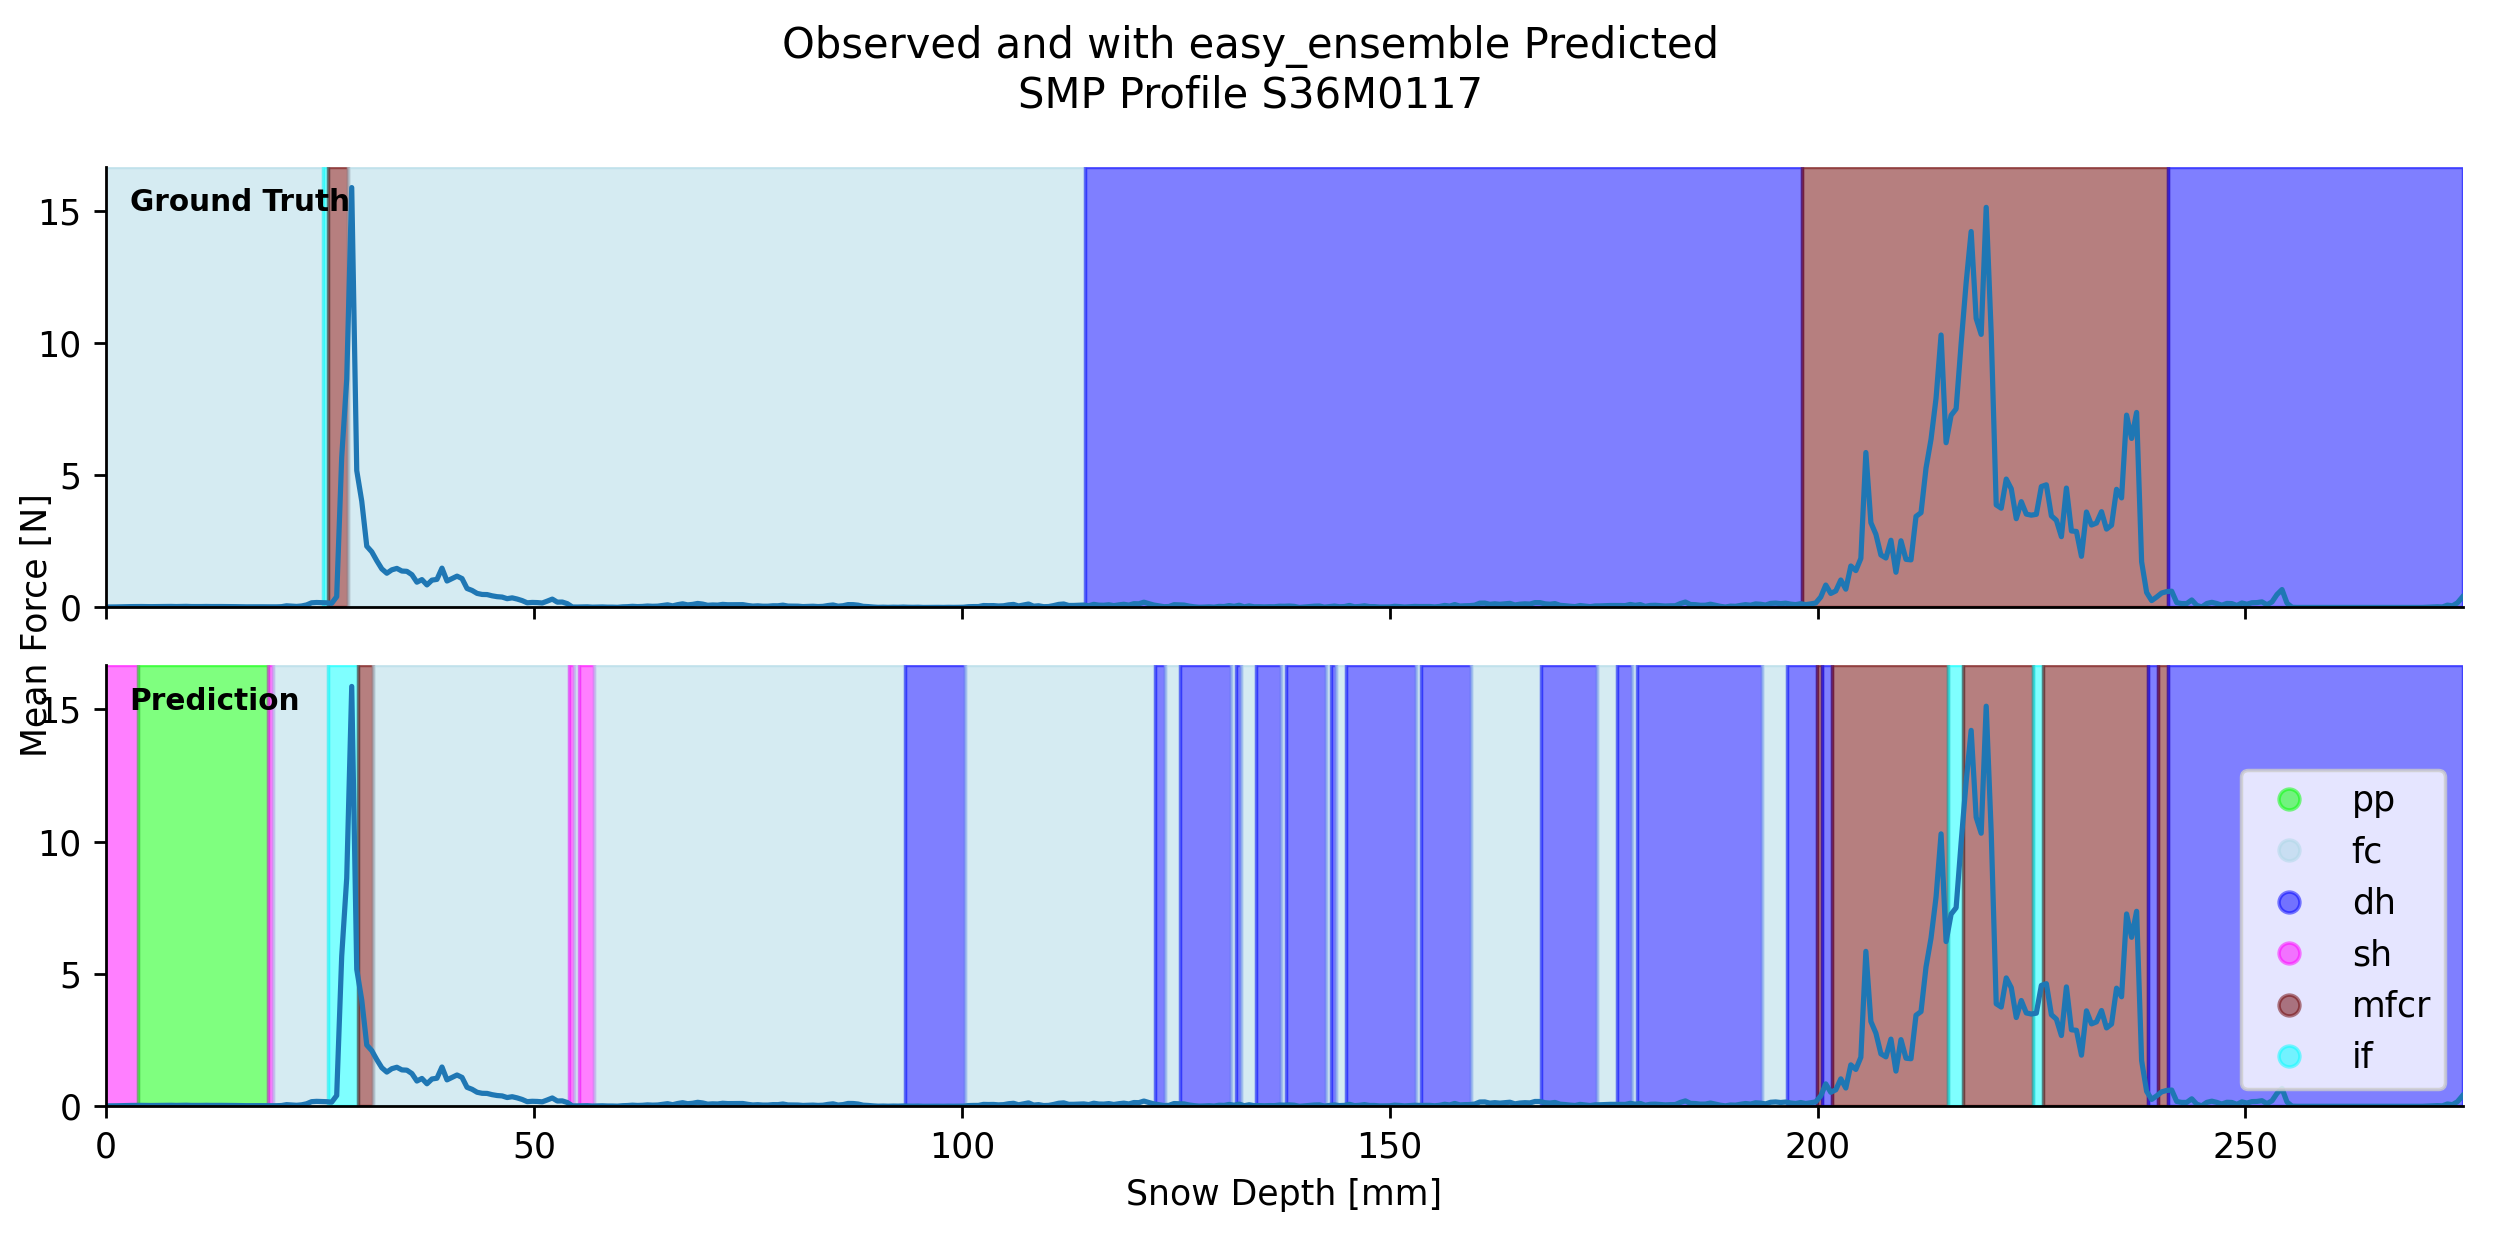 Observed and with easy_ensemble Predicted
SMP Profile S36M0117
Mean Force [N]
Ground Truth
15
10
5
0
Prediction
15
10
5
0
pp
fc
dh
sh
mfcr
if
0 50 100 150 200 250
Snow Depth [mm]